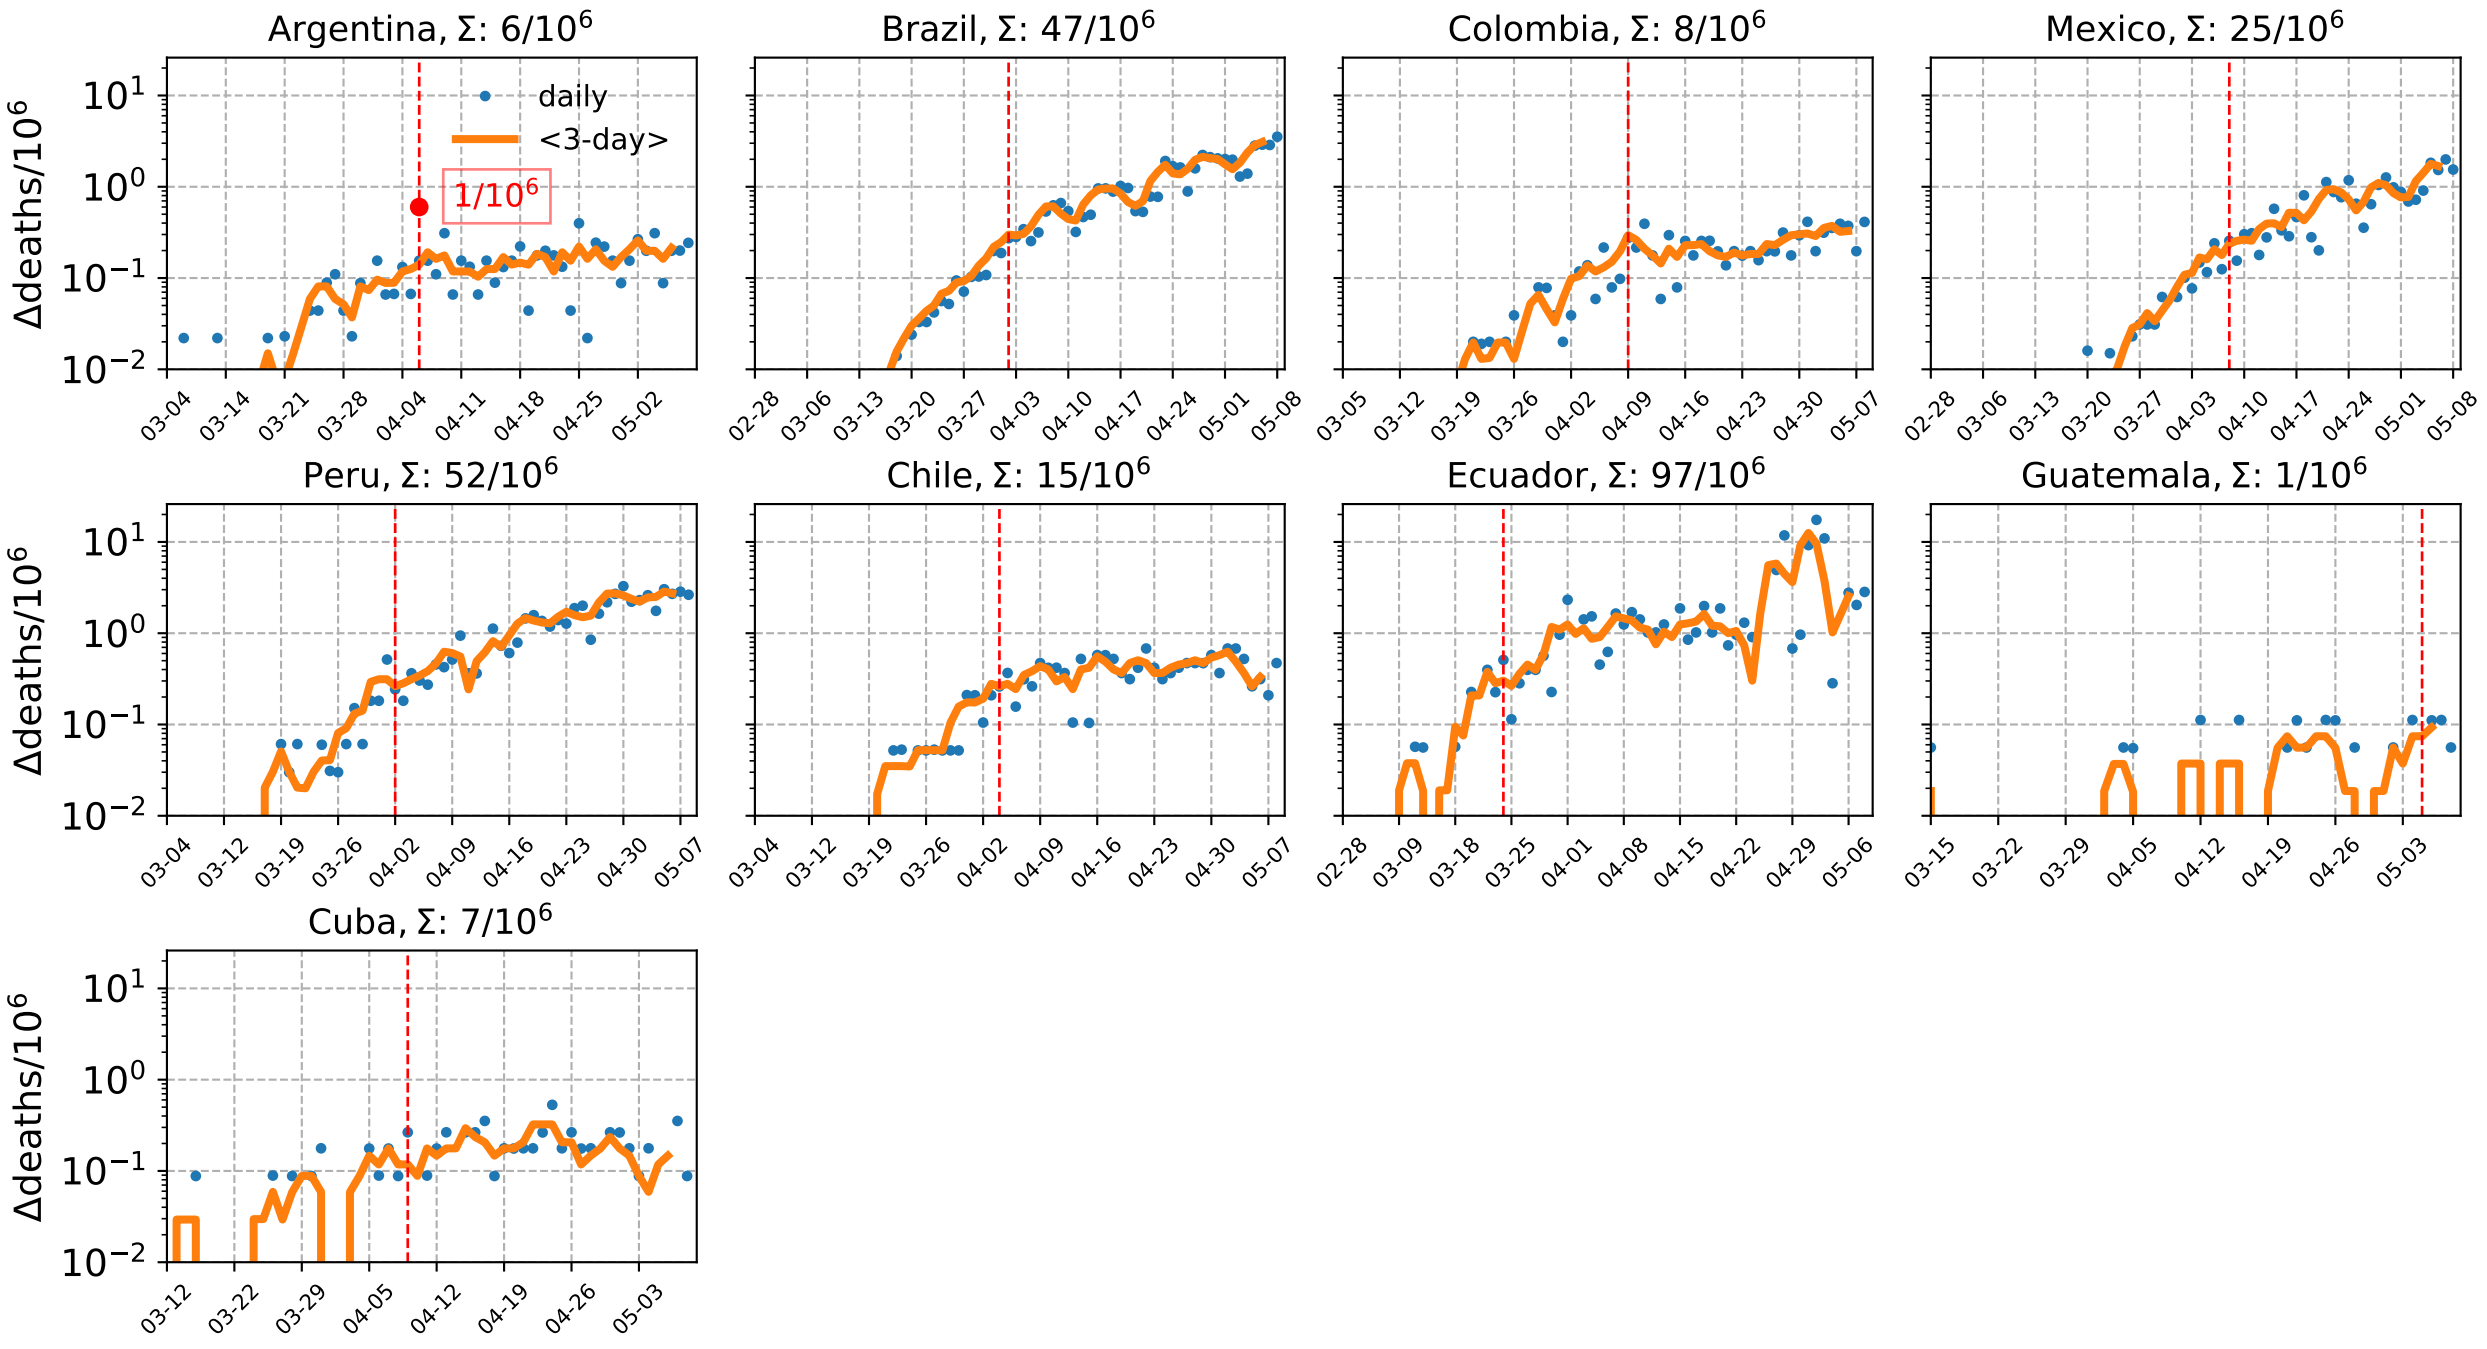 Argentina, Σ: 6/10⁶
Δdeaths/10⁶
10¹
10⁰
10⁻¹
10⁻²
daily
<3-day>
1/10⁶
03-04 03-14 03-21 03-28 04-04 04-11 04-18 04-25 05-02
Brazil, Σ: 47/10⁶
02-28 03-06 03-13 03-20 03-27 04-03 04-10 04-17 04-24 05-01 05-08
Colombia, Σ: 8/10⁶
03-05 03-12 03-19 03-26 04-02 04-09 04-16 04-23 04-30 05-07
Mexico, Σ: 25/10⁶
02-28 03-06 03-13 03-20 03-27 04-03 04-10 04-17 04-24 05-01 05-08
Peru, Σ: 52/10⁶
Δdeaths/10⁶
10¹
10⁰
10⁻¹
10⁻²
03-04 03-12 03-19 03-26 04-02 04-09 04-16 04-23 04-30 05-07
Chile, Σ: 15/10⁶
03-04 03-12 03-19 03-26 04-02 04-09 04-16 04-23 04-30 05-07
Ecuador, Σ: 97/10⁶
02-28 03-09 03-18 03-25 04-01 04-08 04-15 04-22 04-29 05-06
Guatemala, Σ: 1/10⁶
03-15 03-22 03-29 04-05 04-12 04-19 04-26 05-03
Cuba, Σ: 7/10⁶
Δdeaths/10⁶
10¹
10⁰
10⁻¹
10⁻²
03-12 03-22 03-29 04-05 04-12 04-19 04-26 05-03